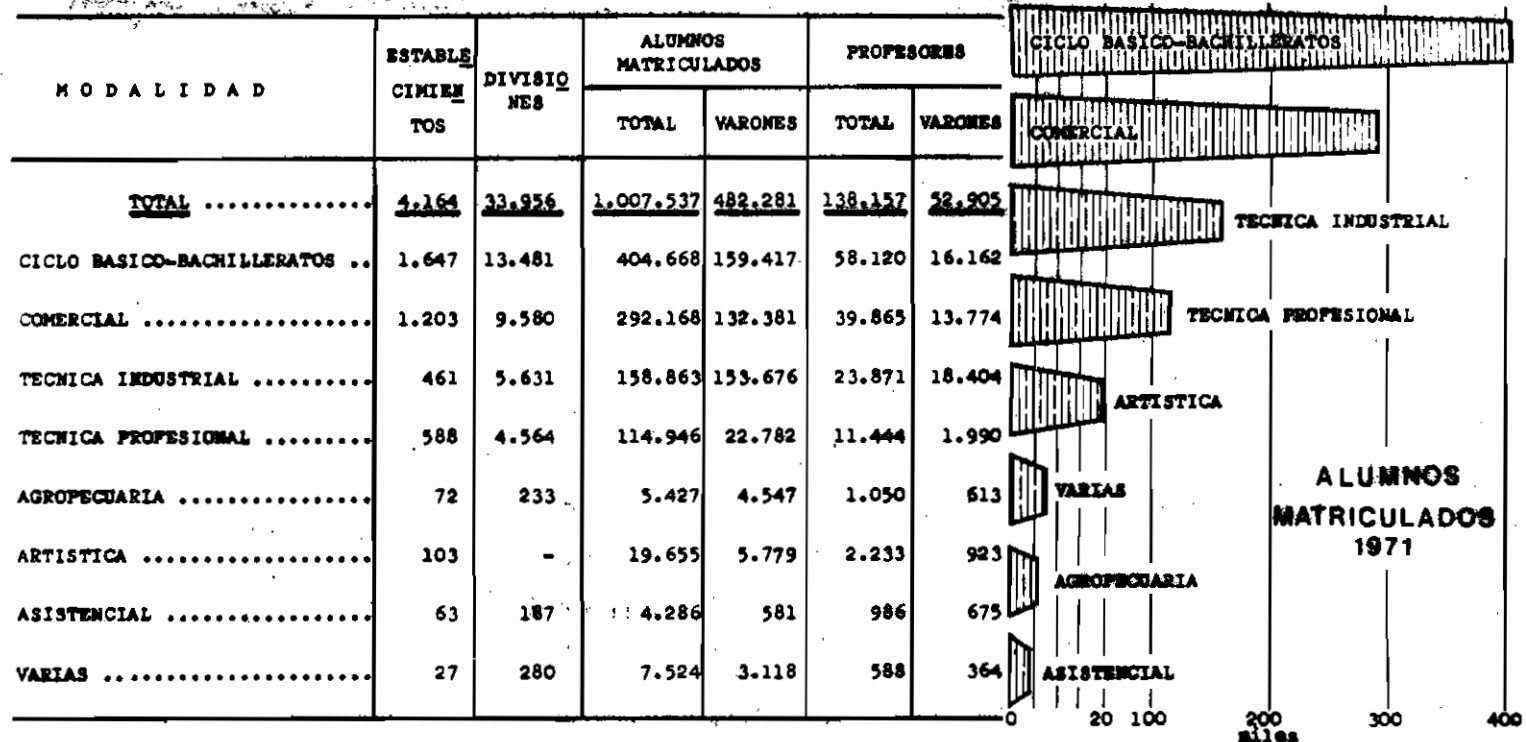 MODALIDAD ESTABLE CIMIEN TOS DIVISIO NES ALUMNOS MATRICULADOS PROFESORES
TOTAL VARONES TOTAL VARONES
TOTAL .............. 4.164 33.956 1.007.537 482.281 138.157 52.905
CICLO BASICO-BACHILLERATOS .. 1.647 13.481 404.668 159.417 58.120 16.162
COMERCIAL ................... 1.203 9.580 292.168 132.381 39.865 13.774
TECNICA INDUSTRIAL .......... 461 5.631 158.863 153.676 23.871 18.404
TECNICA PROFESIONAL ......... 588 4.564 114.946 22.782 11.444 1.990
AGROPECUARIA ................ 72 233 5.427 4.547 1.050 613
ARTISTICA ................... 103 - 19.655 5.779 2.233 923
ASISTENCIAL ................. 63 187 4.286 581 986 675
VARIAS ...................... 27 280 7.524 3.118 588 364
CICLO BASICO-BACHILLERATOS
COMERCIAL
TECNICA INDUSTRIAL
TECNICA PROFESIONAL
ARTISTICA
VARIAS
AGROPECUARIA
ASISTENCIAL
ALUMNOS
MATRICULADOS
1971
0 20 100 200 300 400
miles